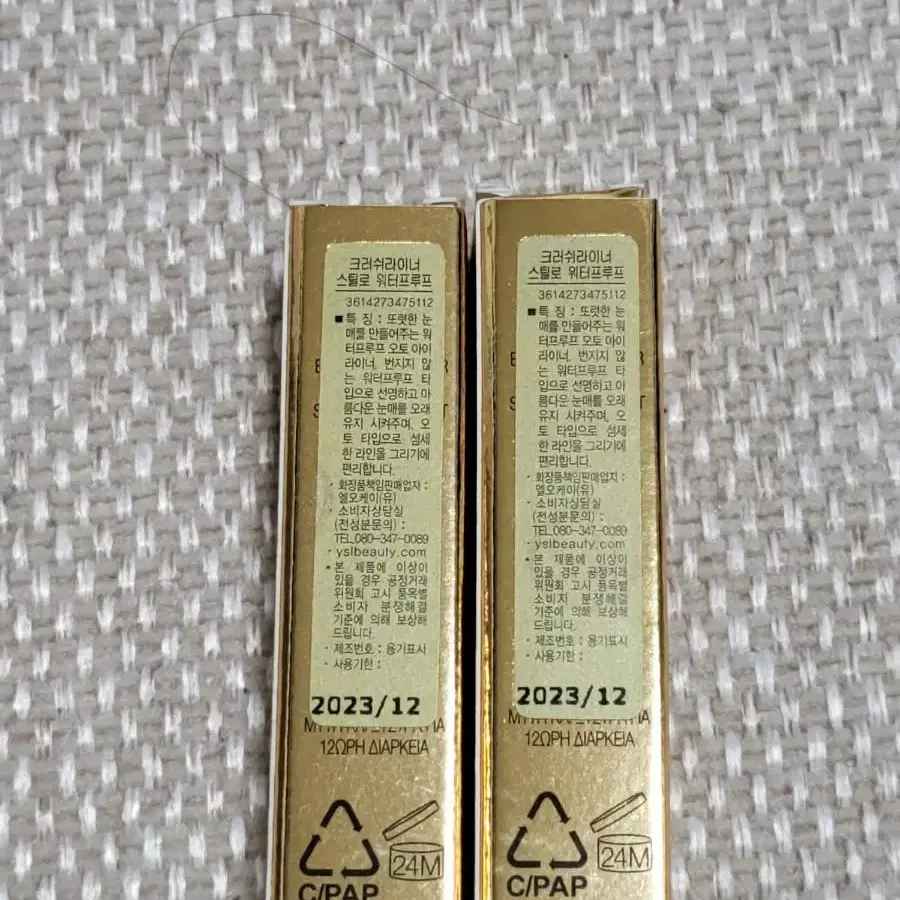 크러쉬라이너
스틸로 워터프루프
3614273475112
■ 특 징 : 또렷한 눈
매를 만들어주는 워
터프루프 오토 아이
라이너. 번지지 않
는 워터프루프 타
입으로 선명하고 아
름다운 눈매를 오래
유지 시켜주며, 오
토 타입으로 섬세
한 라인을 그리기에
편리합니다.
· 화장품책임판매업자 :
엘오케이(유)
· 소비자상담실
(전성분문의) :
TEL.080-347-0089
· ysl​beauty.com
• 본 제품에 이상이
있을 경우 공정거래
위원회 고시 품목별
소비자 분쟁해결
기준에 의해 보상해
드립니다.
· 제조번호 : 용기표시
· 사용기한 :
2023/12
12ΩΡΗ ΔΙΑΡΚΕΙΑ
24M
C/PAP
크러쉬라이너
스틸로 워터프루프
3614273475112
■ 특 징 : 또렷한 눈
매를 만들어주는 워
터프루프 오토 아이
라이너. 번지지 않
는 워터프루프 타
입으로 선명하고 아
름다운 눈매를 오래
유지 시켜주며, 오
토 타입으로 섬세
한 라인을 그리기에
편리합니다.
· 화장품책임판매업자 :
엘오케이(유)
· 소비자상담실
(전성분문의) :
TEL.080-347-0089
· yslbeauty.com
• 본 제품에 이상이
있을 경우 공정거래
위원회 고시 품목별
소비자 분쟁해결
기준에 의해 보상해
드립니다.
· 제조번호 : 용기표시
· 사용기한 :
2023/12
12ΩΡΗ ΔΙΑΡΚΕΙΑ
24M
C/PAP